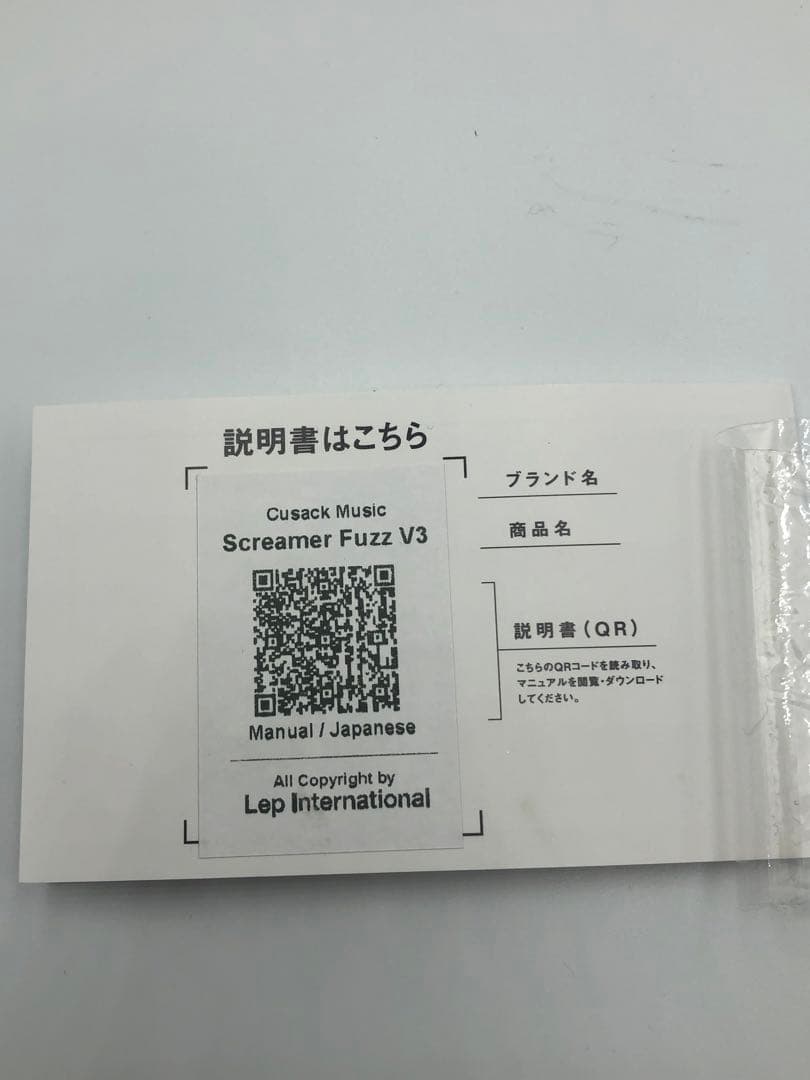 説明書はこちら
Cusack Music
Screamer Fuzz V3
Manual / Japanese
All Copyright by
Lep International
ブランド名
商品名
説明書(QR)
こちらのQRコードを読み取り、
マニュアルを閲覧・ダウンロード
してください。